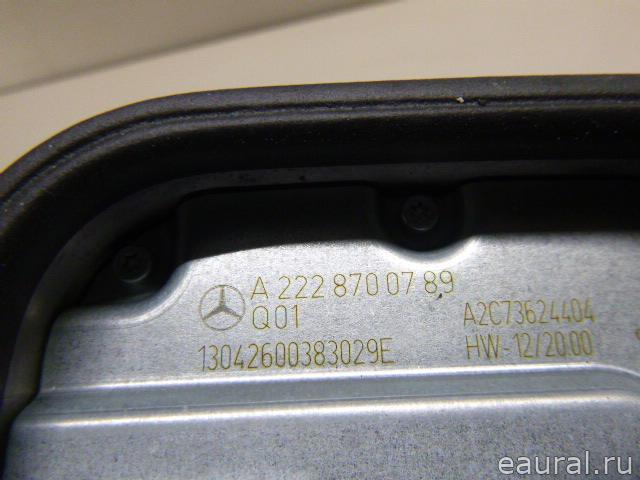 A 222 870 07 89
Q01
13042600383029E
A2C73624404
HW-12/20.00
eaural.ru